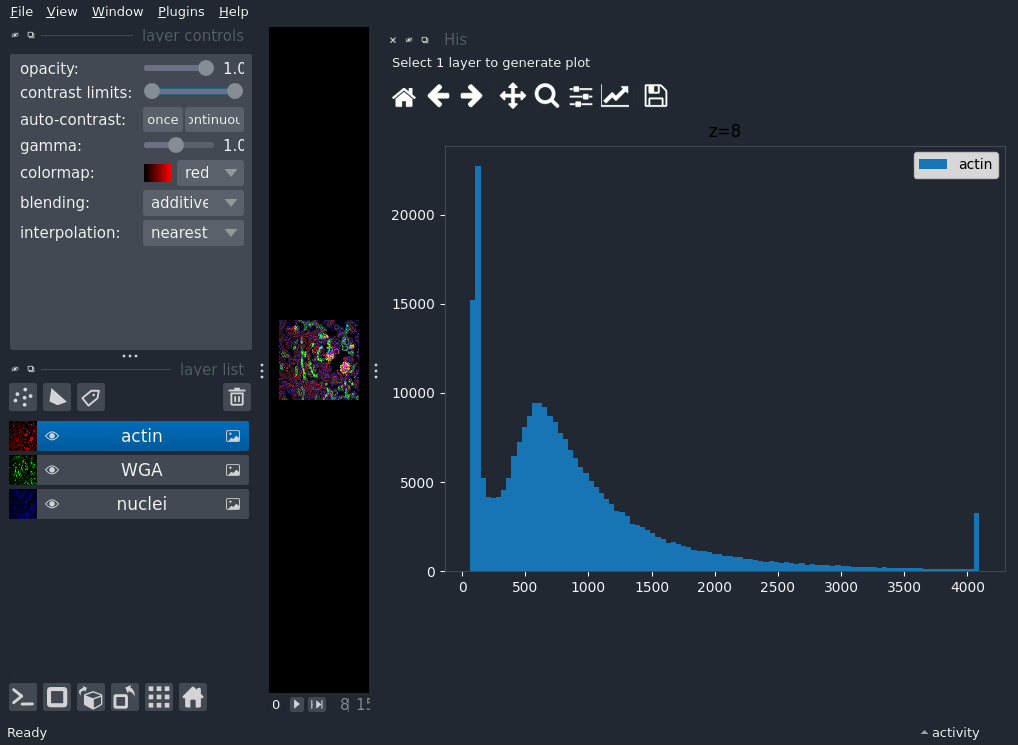 File View Window Plugins Help
layer controls
opacity: 1.0
contrast limits:
auto-contrast: once ontinuou
gamma: 1.0
colormap: red
blending: additive
interpolation: nearest
layer list
actin
WGA
nuclei
0 8 15
Ready
His
Select 1 layer to generate plot
z=8
actin
20000
15000
10000
5000
0
0 500 1000 1500 2000 2500 3000 3500 4000
activity